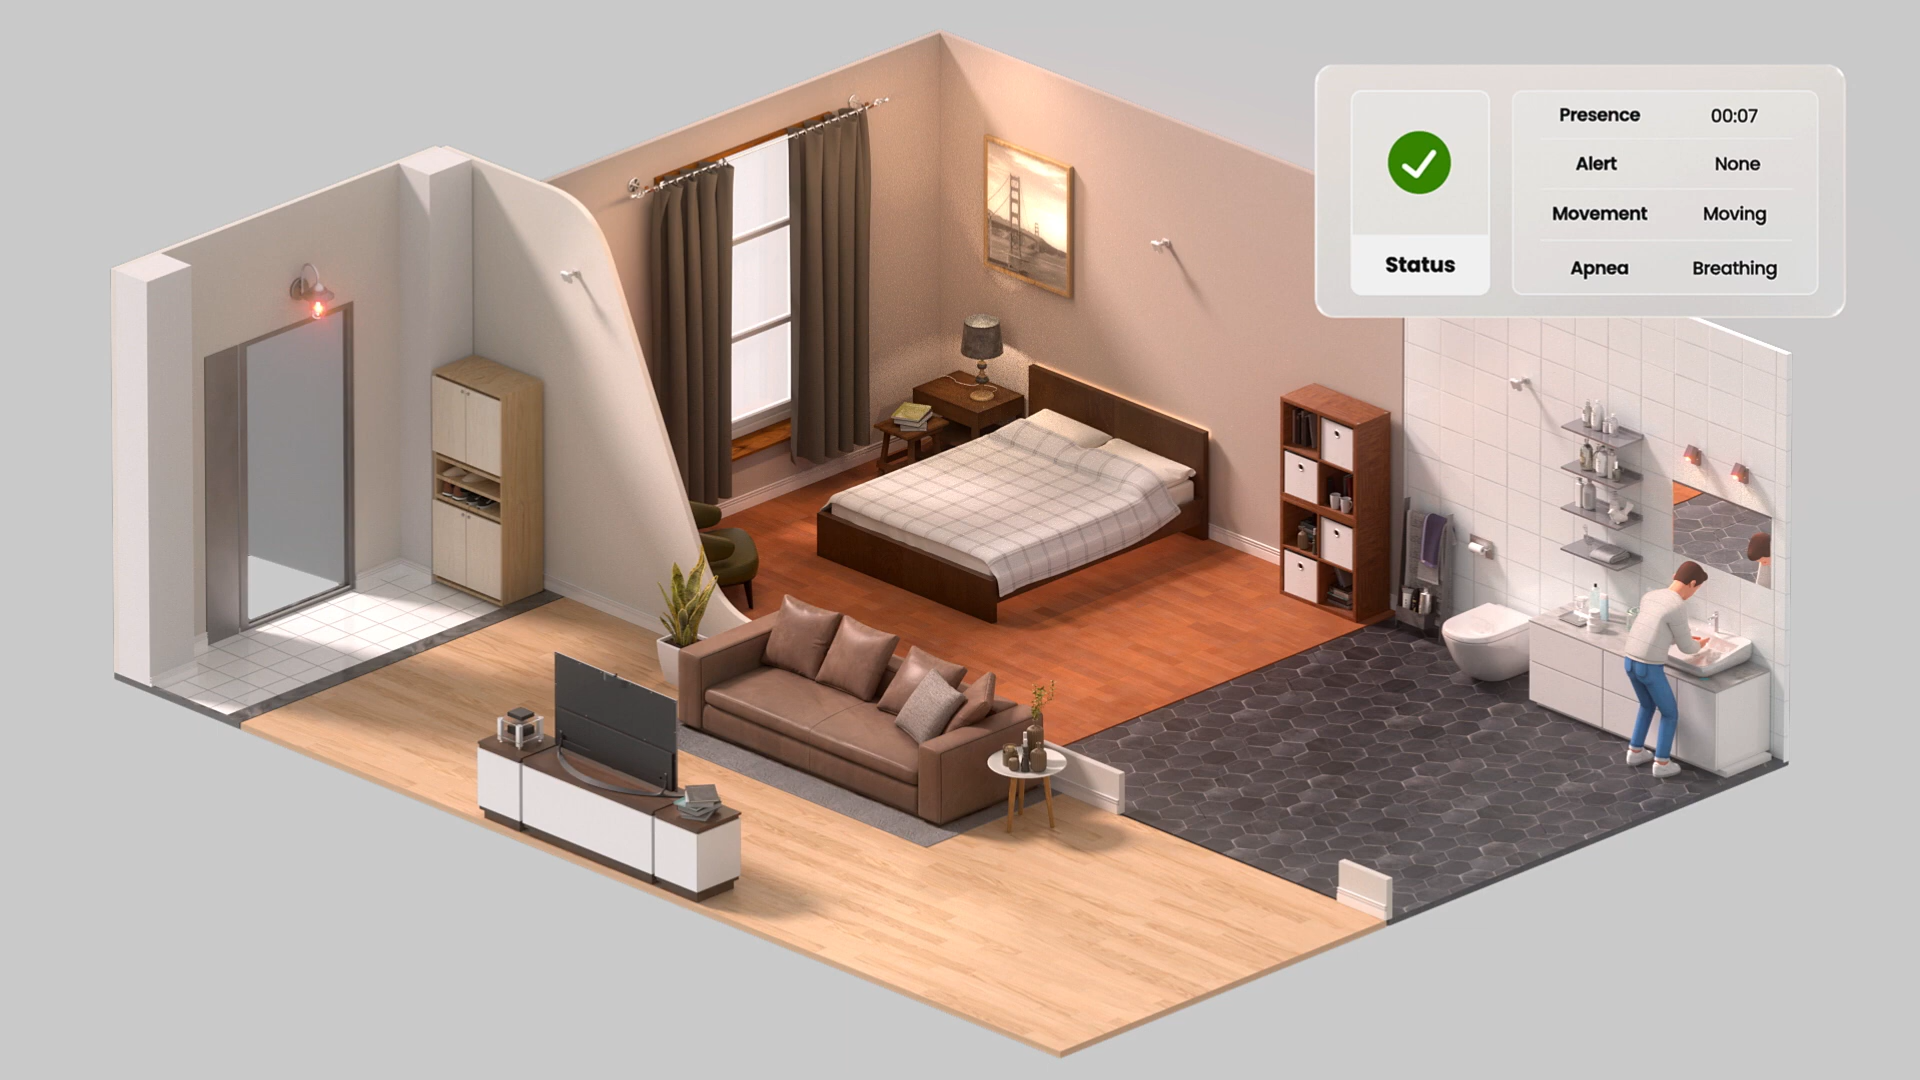 Status
Presence 00:07
Alert None
Movement Moving
Apnea Breathing